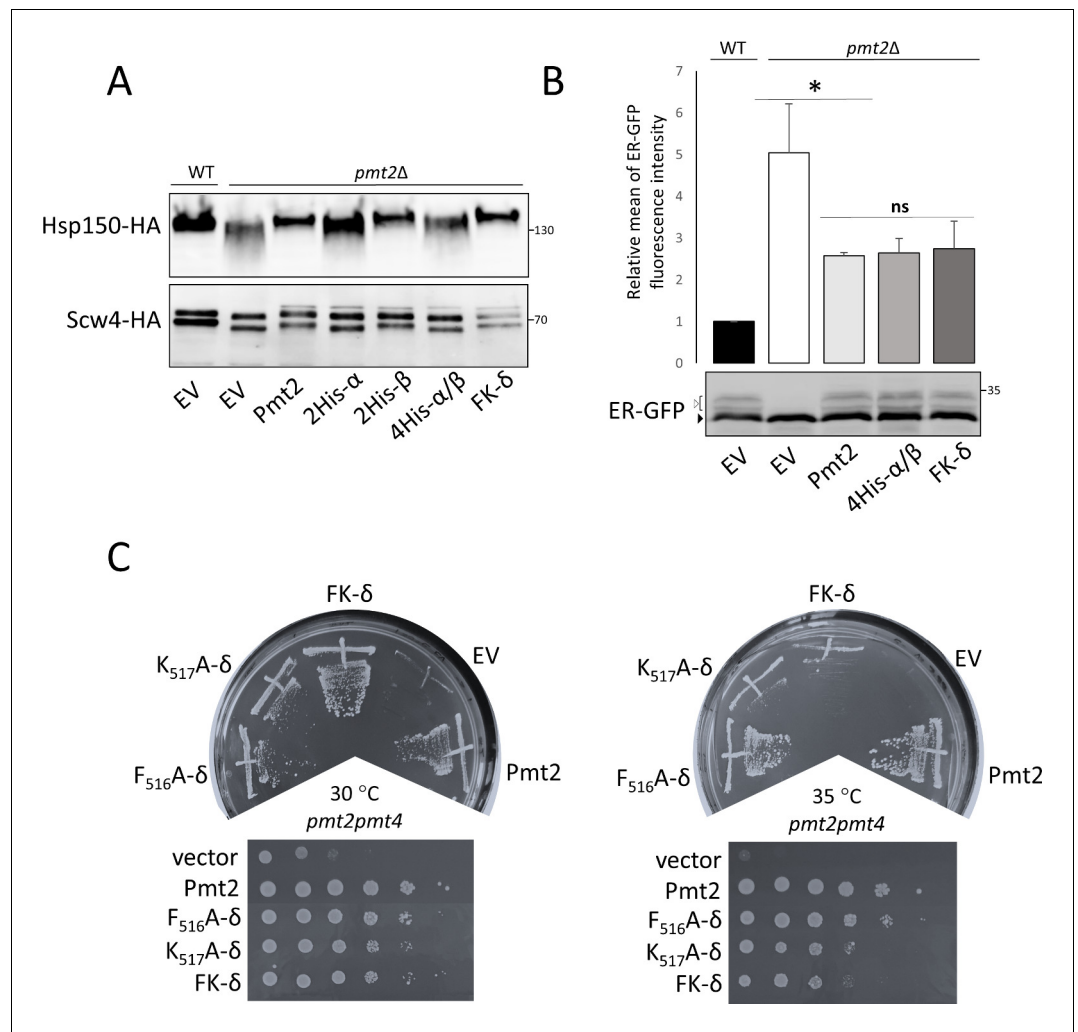 A
WT
pmt2Δ
Hsp150-HA
130
Scw4-HA
70
EV
EV
Pmt2
2His-α
2His-β
4His-α/β
FK-δ
B
WT
pmt2Δ
Relative mean of ER-GFP
fluorescence intensity
7
6
5
4
3
2
1
0
*
ns
ER-GFP
35
EV
EV
Pmt2
4His-α/β
FK-δ
C
FK-δ
K517A-δ
EV
F516A-δ
Pmt2
30 °C
pmt2pmt4
vector
Pmt2
F516A-δ
K517A-δ
FK-δ
FK-δ
K517A-δ
EV
F516A-δ
Pmt2
35 °C
pmt2pmt4
vector
Pmt2
F516A-δ
K517A-δ
FK-δ